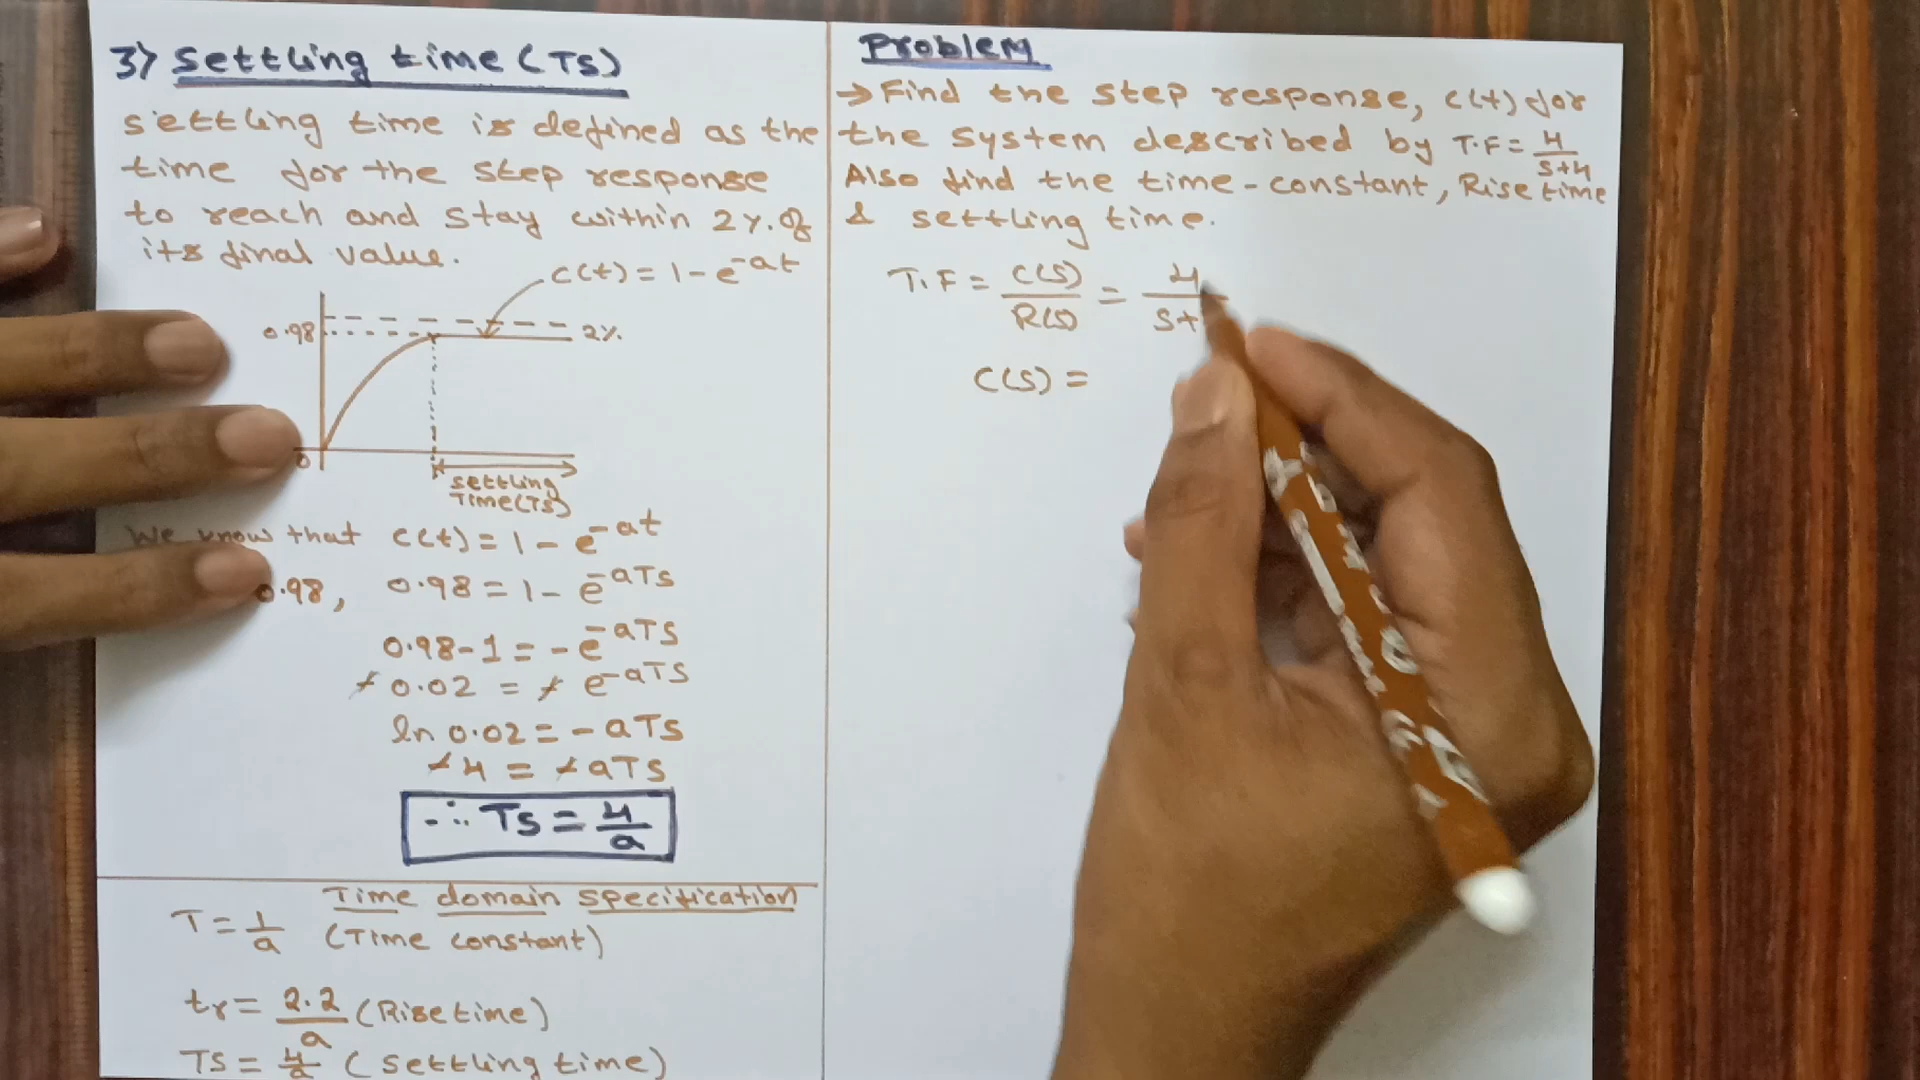 3) Settling time (Ts)
settling time is defined as the
time for the step response
to reach and stay within 2%. of
its final value.
c(t) = 1 - e^-at
0.98
2%
0
settling
Time(Ts)
We know that c(t) = 1 - e^-at
0.98, 0.98 = 1 - e^-aTs
0.98 - 1 = - e^-aTs
- 0.02 = - e^-aTs
ln 0.02 = - aTs
- 4 = - aTs
∴ Ts = 4/a
Time domain specification
T = 1/a (Time constant)
tr = 2.2/a (Rise time)
Ts = 4/a (settling time)
Problem
→ Find the step response, c(t) for
the system described by T.F = 4/(s+4)
Also find the time-constant, Rise time
& settling time.
T.F = C(s)/R(s) = 4/(s+
C(s) =